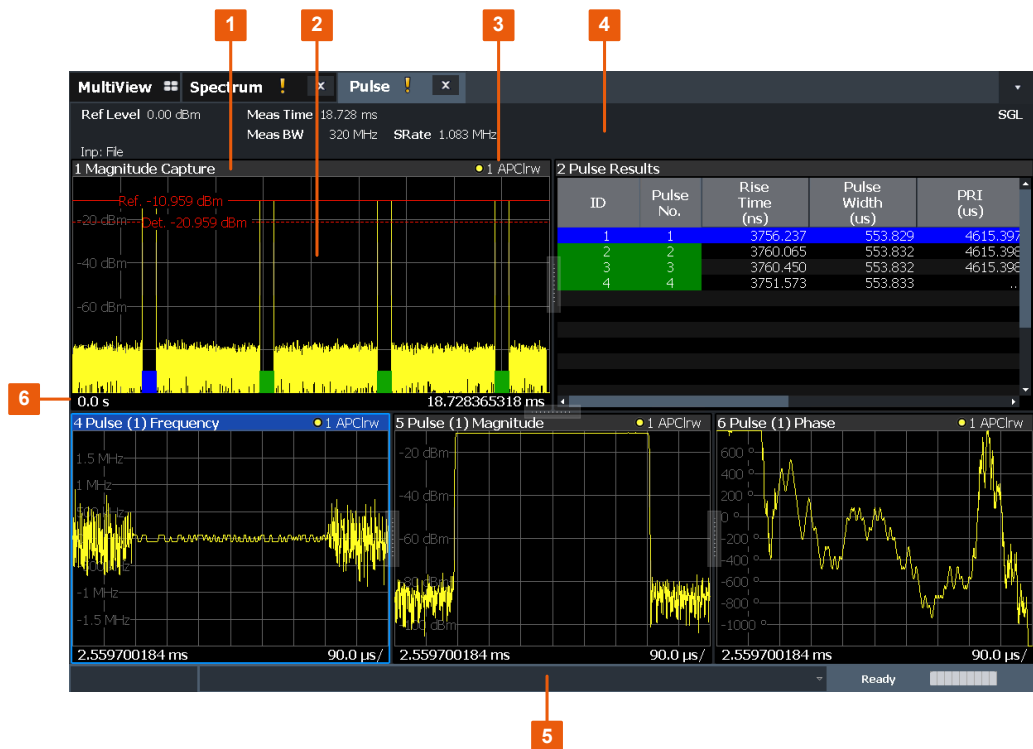 1 2 3 4
MultiView Spectrum ! x Pulse ! x
Ref Level 0.00 dBm Meas Time 18.728 ms SGL
Meas BW 320 MHz SRate 1.083 MHz
Inp: File
1 Magnitude Capture 1 APClrw
Ref. -10.959 dBm
-20 dBm Det. -20.959 dBm
-40 dBm
-60 dBm
0.0 s 18.728365318 ms
2 Pulse Results
ID Pulse No. Rise Time (ns) Pulse Width (us) PRI (us)
1 1 3756.237 553.829 4615.397
2 2 3760.065 553.832 4615.398
3 3 3760.450 553.832 4615.398
4 4 3751.573 553.833 ..
6
4 Pulse (1) Frequency 1 APClrw
1.5 MHz
1 MHz
-1 MHz
-1.5 MHz
2.559700184 ms 90.0 µs/
5 Pulse (1) Magnitude 1 APClrw
-20 dBm
-40 dBm
-60 dBm
2.559700184 ms 90.0 µs/
6 Pulse (1) Phase 1 APClrw
600 °
400 °
200 °
0 °
-200 °
-400 °
-600 °
-800 °
-1000 °
2.559700184 ms 90.0 µs/
Ready
5